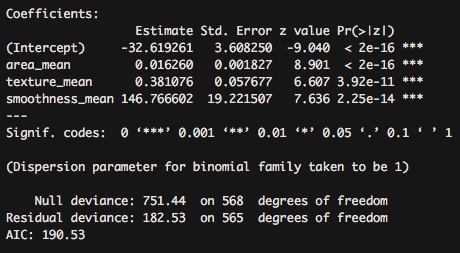 Coefficients:
                Estimate Std. Error z value Pr(>|z|)
(Intercept)   -32.619261   3.608250  -9.040  < 2e-16 ***
area_mean       0.016260   0.001827   8.901  < 2e-16 ***
texture_mean    0.381076   0.057677   6.607 3.92e-11 ***
smoothness_mean 146.766602  19.221507   7.636 2.25e-14 ***
---
Signif. codes:  0 ‘***’ 0.001 ‘**’ 0.01 ‘*’ 0.05 ‘.’ 0.1 ‘ ’ 1
(Dispersion parameter for binomial family taken to be 1)
    Null deviance: 751.44  on 568  degrees of freedom
Residual deviance: 182.53  on 565  degrees of freedom
AIC: 190.53